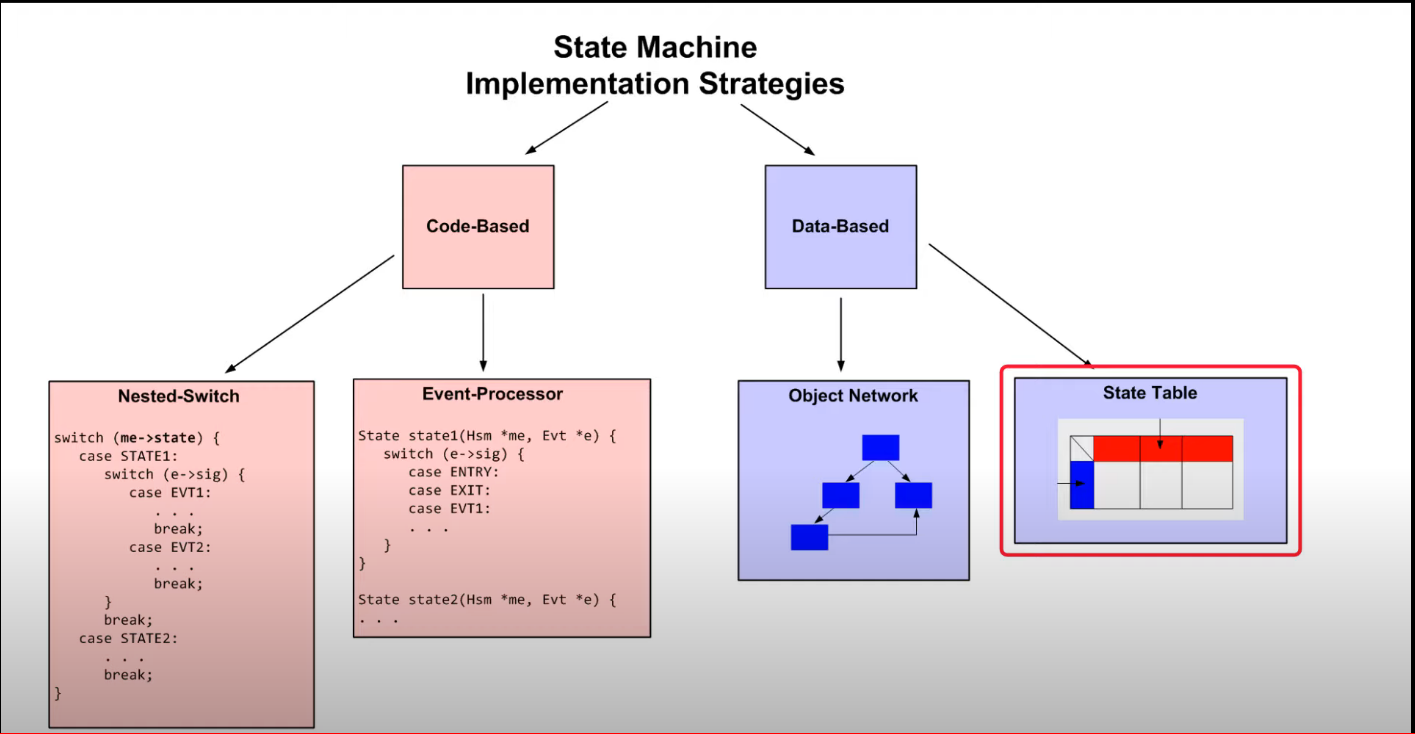 State Machine
Implementation Strategies
Code-Based
Data-Based
Nested-Switch
switch (me->state) {
case STATE1:
switch (e->sig) {
case EVT1:
. . .
break;
case EVT2:
. . .
break;
}
break;
case STATE2:
. . .
break;
}
Event-Processor
State state1(Hsm *me, Evt *e) {
switch (e->sig) {
case ENTRY:
case EXIT:
case EVT1:
. . .
}
}
State state2(Hsm *me, Evt *e) {
. . .
Object Network
State Table